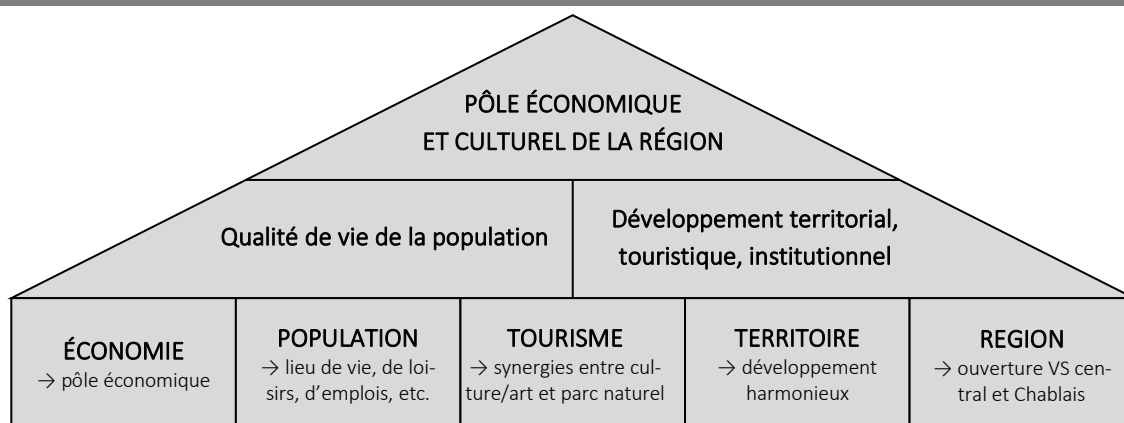 PÔLE ÉCONOMIQUE
ET CULTUREL DE LA RÉGION
Qualité de vie de la population
Développement territorial,
touristique, institutionnel
ÉCONOMIE
→ pôle économique
POPULATION
→ lieu de vie, de loi-
sirs, d’emplois, etc.
TOURISME
→ synergies entre cul-
ture/art et parc naturel
TERRITOIRE
→ développement
harmonieux
REGION
→ ouverture VS cen-
tral et Chablais